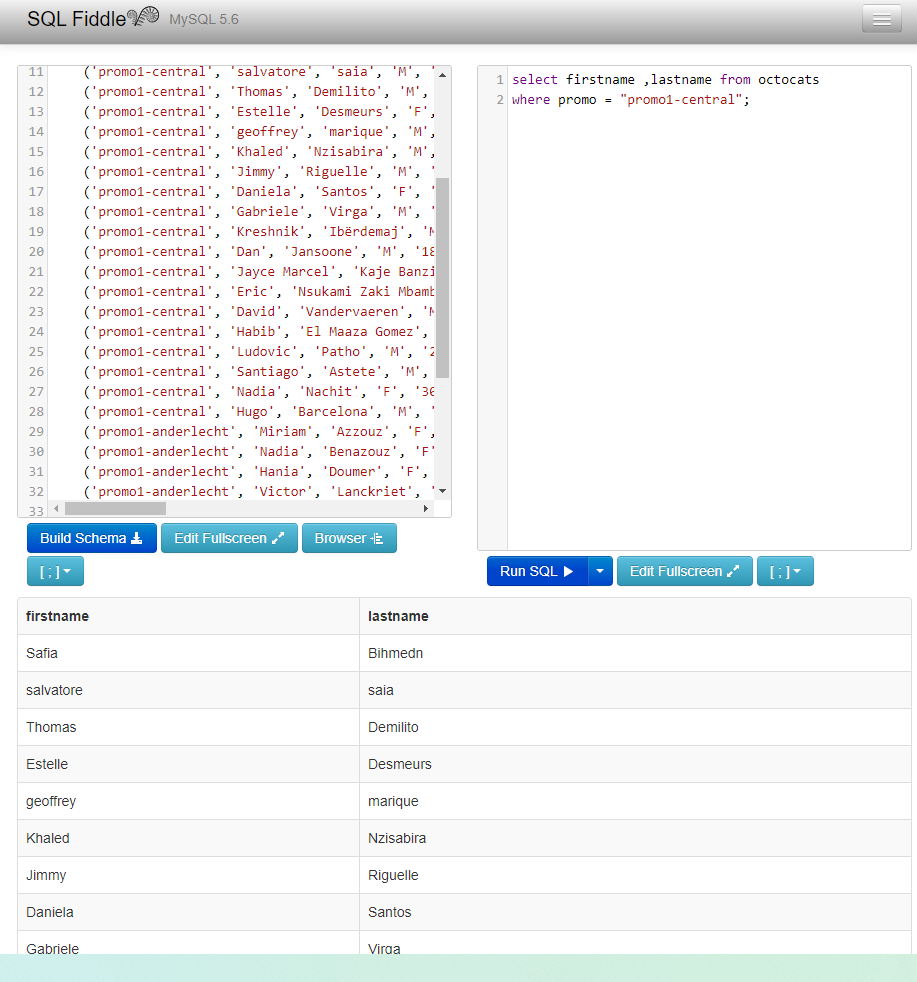 SQL Fiddle MySQL 5.6
11 ('promo1-central', 'salvatore', 'saia', 'M', '
12 ('promo1-central', 'Thomas', 'Demilito', 'M',
13 ('promo1-central', 'Estelle', 'Desmeurs', 'F',
14 ('promo1-central', 'geoffrey', 'marique', 'M',
15 ('promo1-central', 'Khaled', 'Nzisabira', 'M',
16 ('promo1-central', 'Jimmy', 'Riguelle', 'M', '
17 ('promo1-central', 'Daniela', 'Santos', 'F', '
18 ('promo1-central', 'Gabriele', 'Virga', 'M', '
19 ('promo1-central', 'Kreshnik', 'Ibërdemaj', 'M
20 ('promo1-central', 'Dan', 'Jansoone', 'M', '18
21 ('promo1-central', 'Jayce Marcel', 'Kaje Banzi
22 ('promo1-central', 'Eric', 'Nsukami Zaki Mbamb
23 ('promo1-central', 'David', 'Vandervaeren', 'M
24 ('promo1-central', 'Habib', 'El Maaza Gomez',
25 ('promo1-central', 'Ludovic', 'Patho', 'M', '2
26 ('promo1-central', 'Santiago', 'Astete', 'M',
27 ('promo1-central', 'Nadia', 'Nachit', 'F', '30
28 ('promo1-central', 'Hugo', 'Barcelona', 'M', '
29 ('promo1-anderlecht', 'Miriam', 'Azzouz', 'F',
30 ('promo1-anderlecht', 'Nadia', 'Benazouz', 'F'
31 ('promo1-anderlecht', 'Hania', 'Doumer', 'F',
32 ('promo1-anderlecht', 'Victor', 'Lanckriet', '
33
1 select firstname ,lastname from octocats
2 where promo = "promo1-central";
Build Schema Edit Fullscreen Browser
[ ; ]
Run SQL Edit Fullscreen [ ; ]
firstname lastname
Safia Bihmedn
salvatore saia
Thomas Demilito
Estelle Desmeurs
geoffrey marique
Khaled Nzisabira
Jimmy Riguelle
Daniela Santos
Gabriele Virga